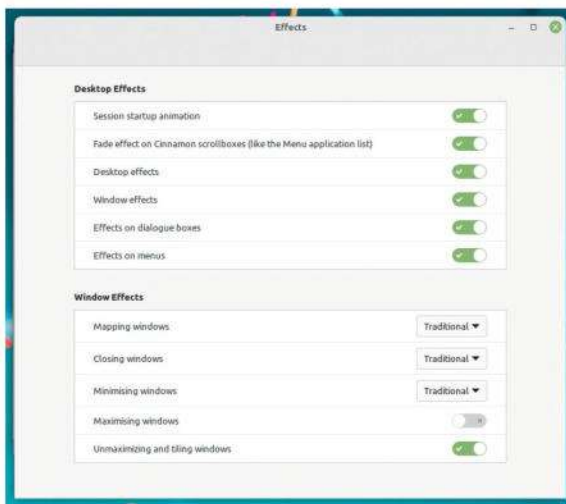 Effects
Desktop Effects
Session startup animation
Fade effect on Cinnamon scrollboxes (like the Menu application list)
Desktop effects
Window effects
Effects on dialogue boxes
Effects on menus
Window Effects
Mapping windows Traditional
Closing windows Traditional
Minimising windows Traditional
Maximising windows
Unmaximizing and tiling windows